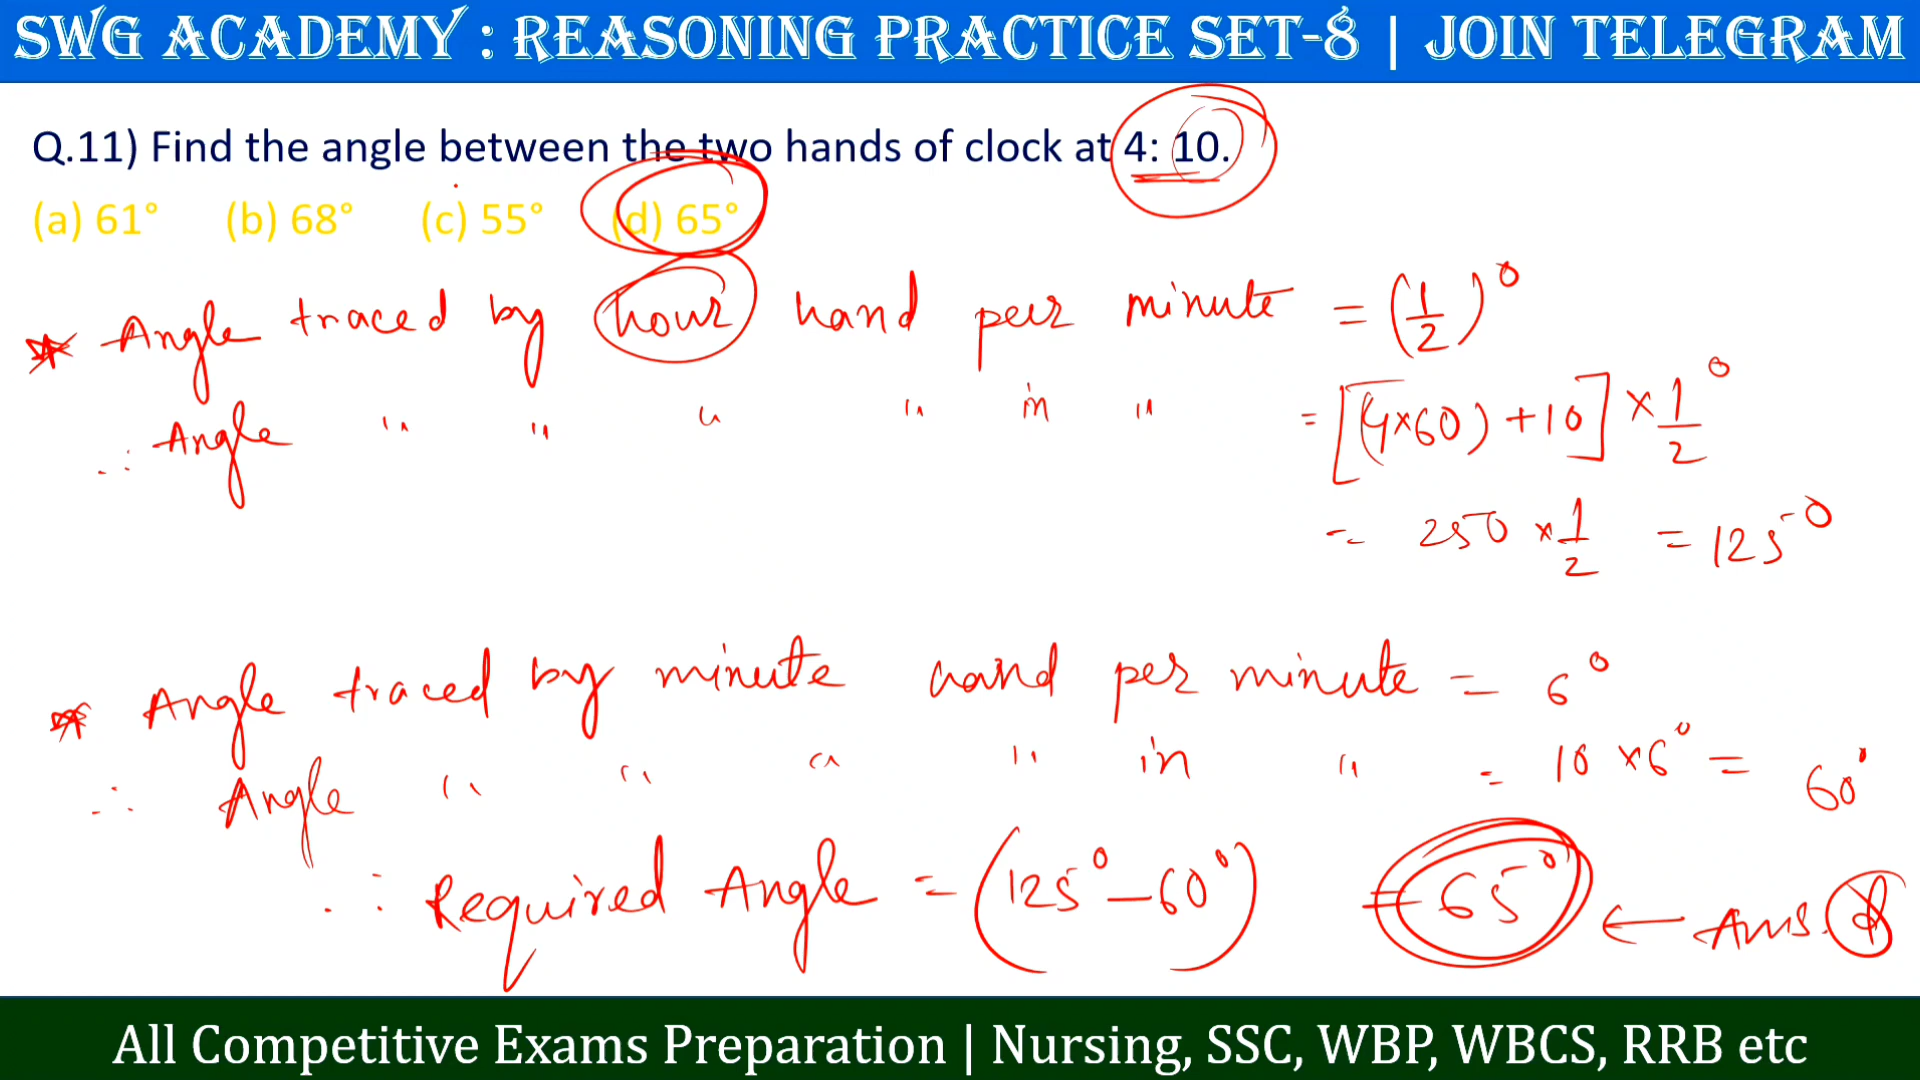 SWG ACADEMY : REASONING PRACTICE SET-8 | JOIN TELEGRAM
Q.11) Find the angle between the two hands of clock at 4: 10.
(a) 61° (b) 68° (c) 55° (d) 65°
* Angle traced by hour hand per minute = (1/2)°
∴ Angle " " " " in " = [(4×60) + 10] × 1/2°
= 250 × 1/2 = 125°
* Angle traced by minute hand per minute = 6°
∴ Angle " " " " in " = 10 × 6° = 60°
∴ Required Angle = (125° – 60°) = 65° ← Ans. d
All Competitive Exams Preparation | Nursing, SSC, WBP, WBCS, RRB etc